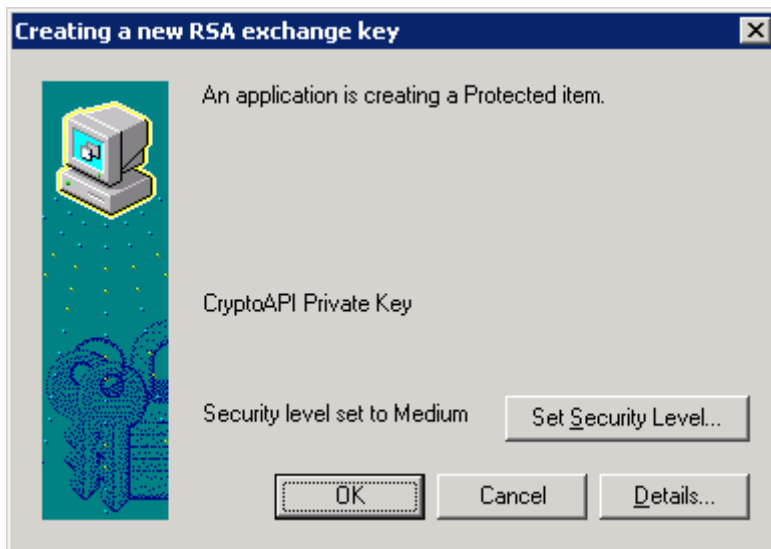 Creating a new RSA exchange key
An application is creating a Protected item.
CryptoAPI Private Key
Security level set to Medium
Set Security Level...
OK
Cancel
Details...